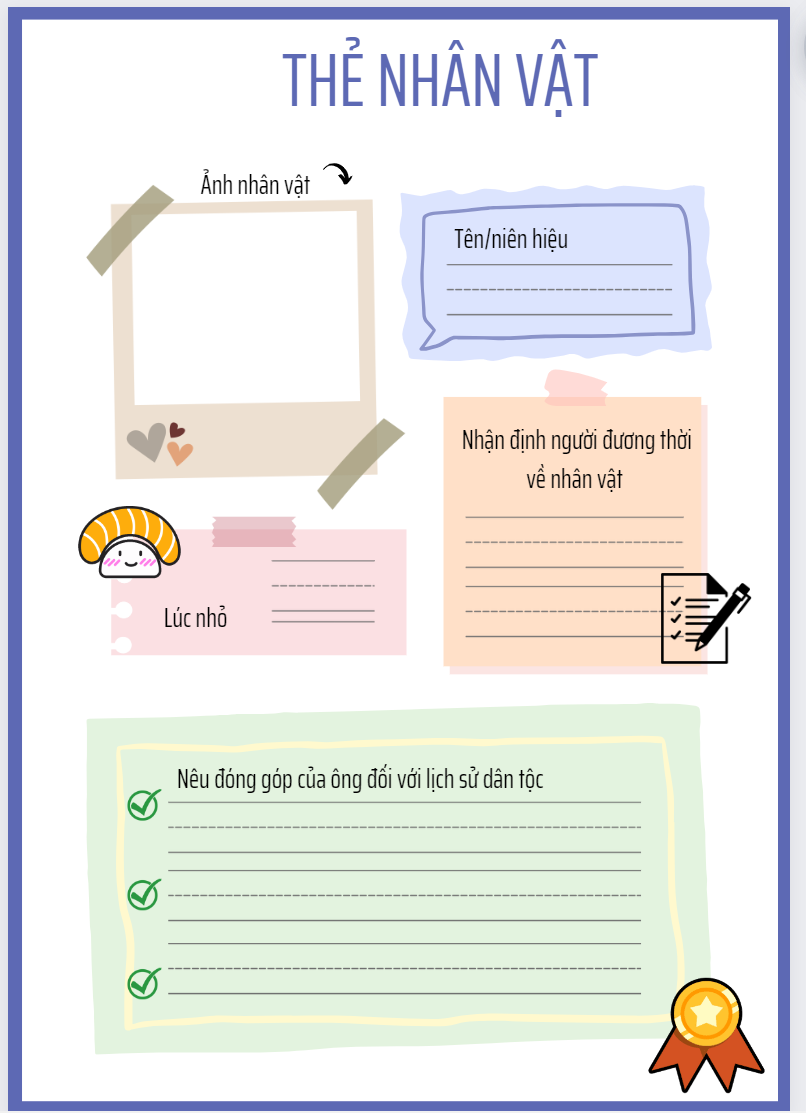 THẺ NHÂN VẬT
Ảnh nhân vật
Tên/niên hiệu
Nhận định người đương thời
về nhân vật
Lúc nhỏ
Nêu đóng góp của ông đối với lịch sử dân tộc